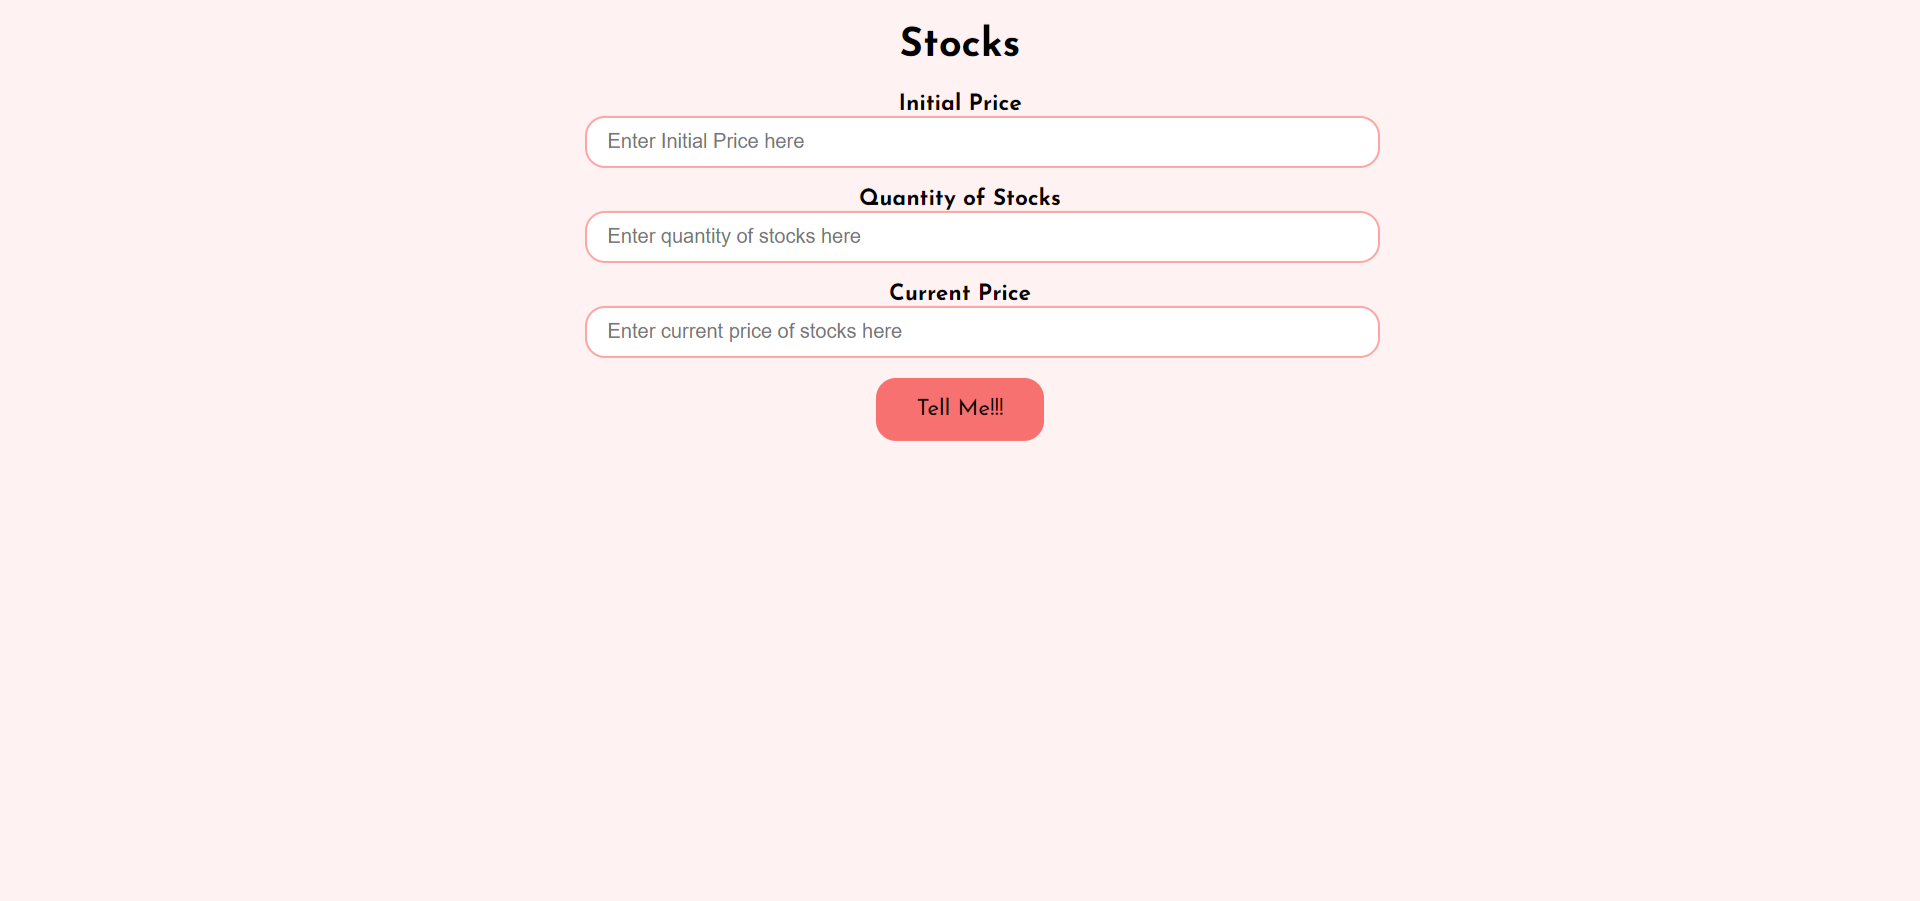 Stocks
Initial Price
Enter Initial Price here
Quantity of Stocks
Enter quantity of stocks here
Current Price
Enter current price of stocks here
Tell Me!!!